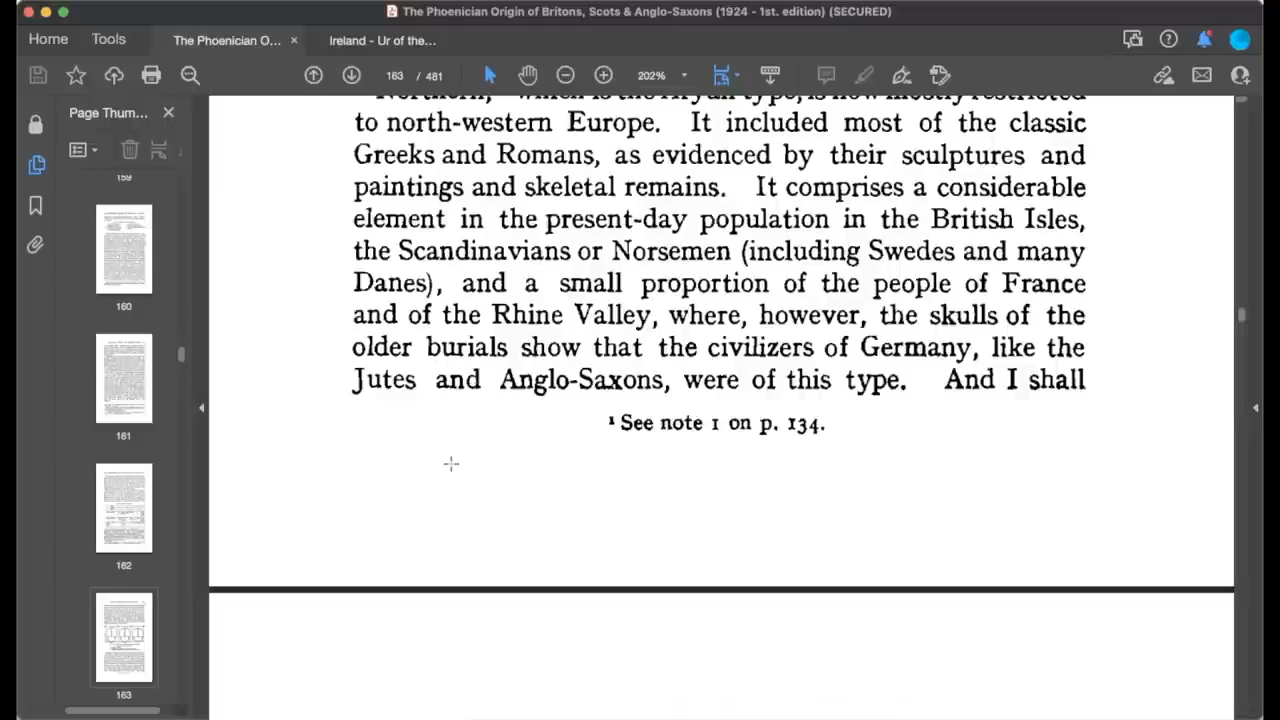 The Phoenician Origin of Britons, Scots & Anglo-Saxons (1924 - 1st. edition) (SECURED)
Home Tools The Phoenician O... × Ireland - Ur of the...
163 / 481 202%
Page Thum...
159
160
161
162
163
to north-western Europe. It included most of the classic
Greeks and Romans, as evidenced by their sculptures and
paintings and skeletal remains. It comprises a considerable
element in the present-day population in the British Isles,
the Scandinavians or Norsemen (including Swedes and many
Danes), and a small proportion of the people of France
and of the Rhine Valley, where, however, the skulls of the
older burials show that the civilizers of Germany, like the
Jutes and Anglo-Saxons, were of this type. And I shall
¹ See note 1 on p. 134.